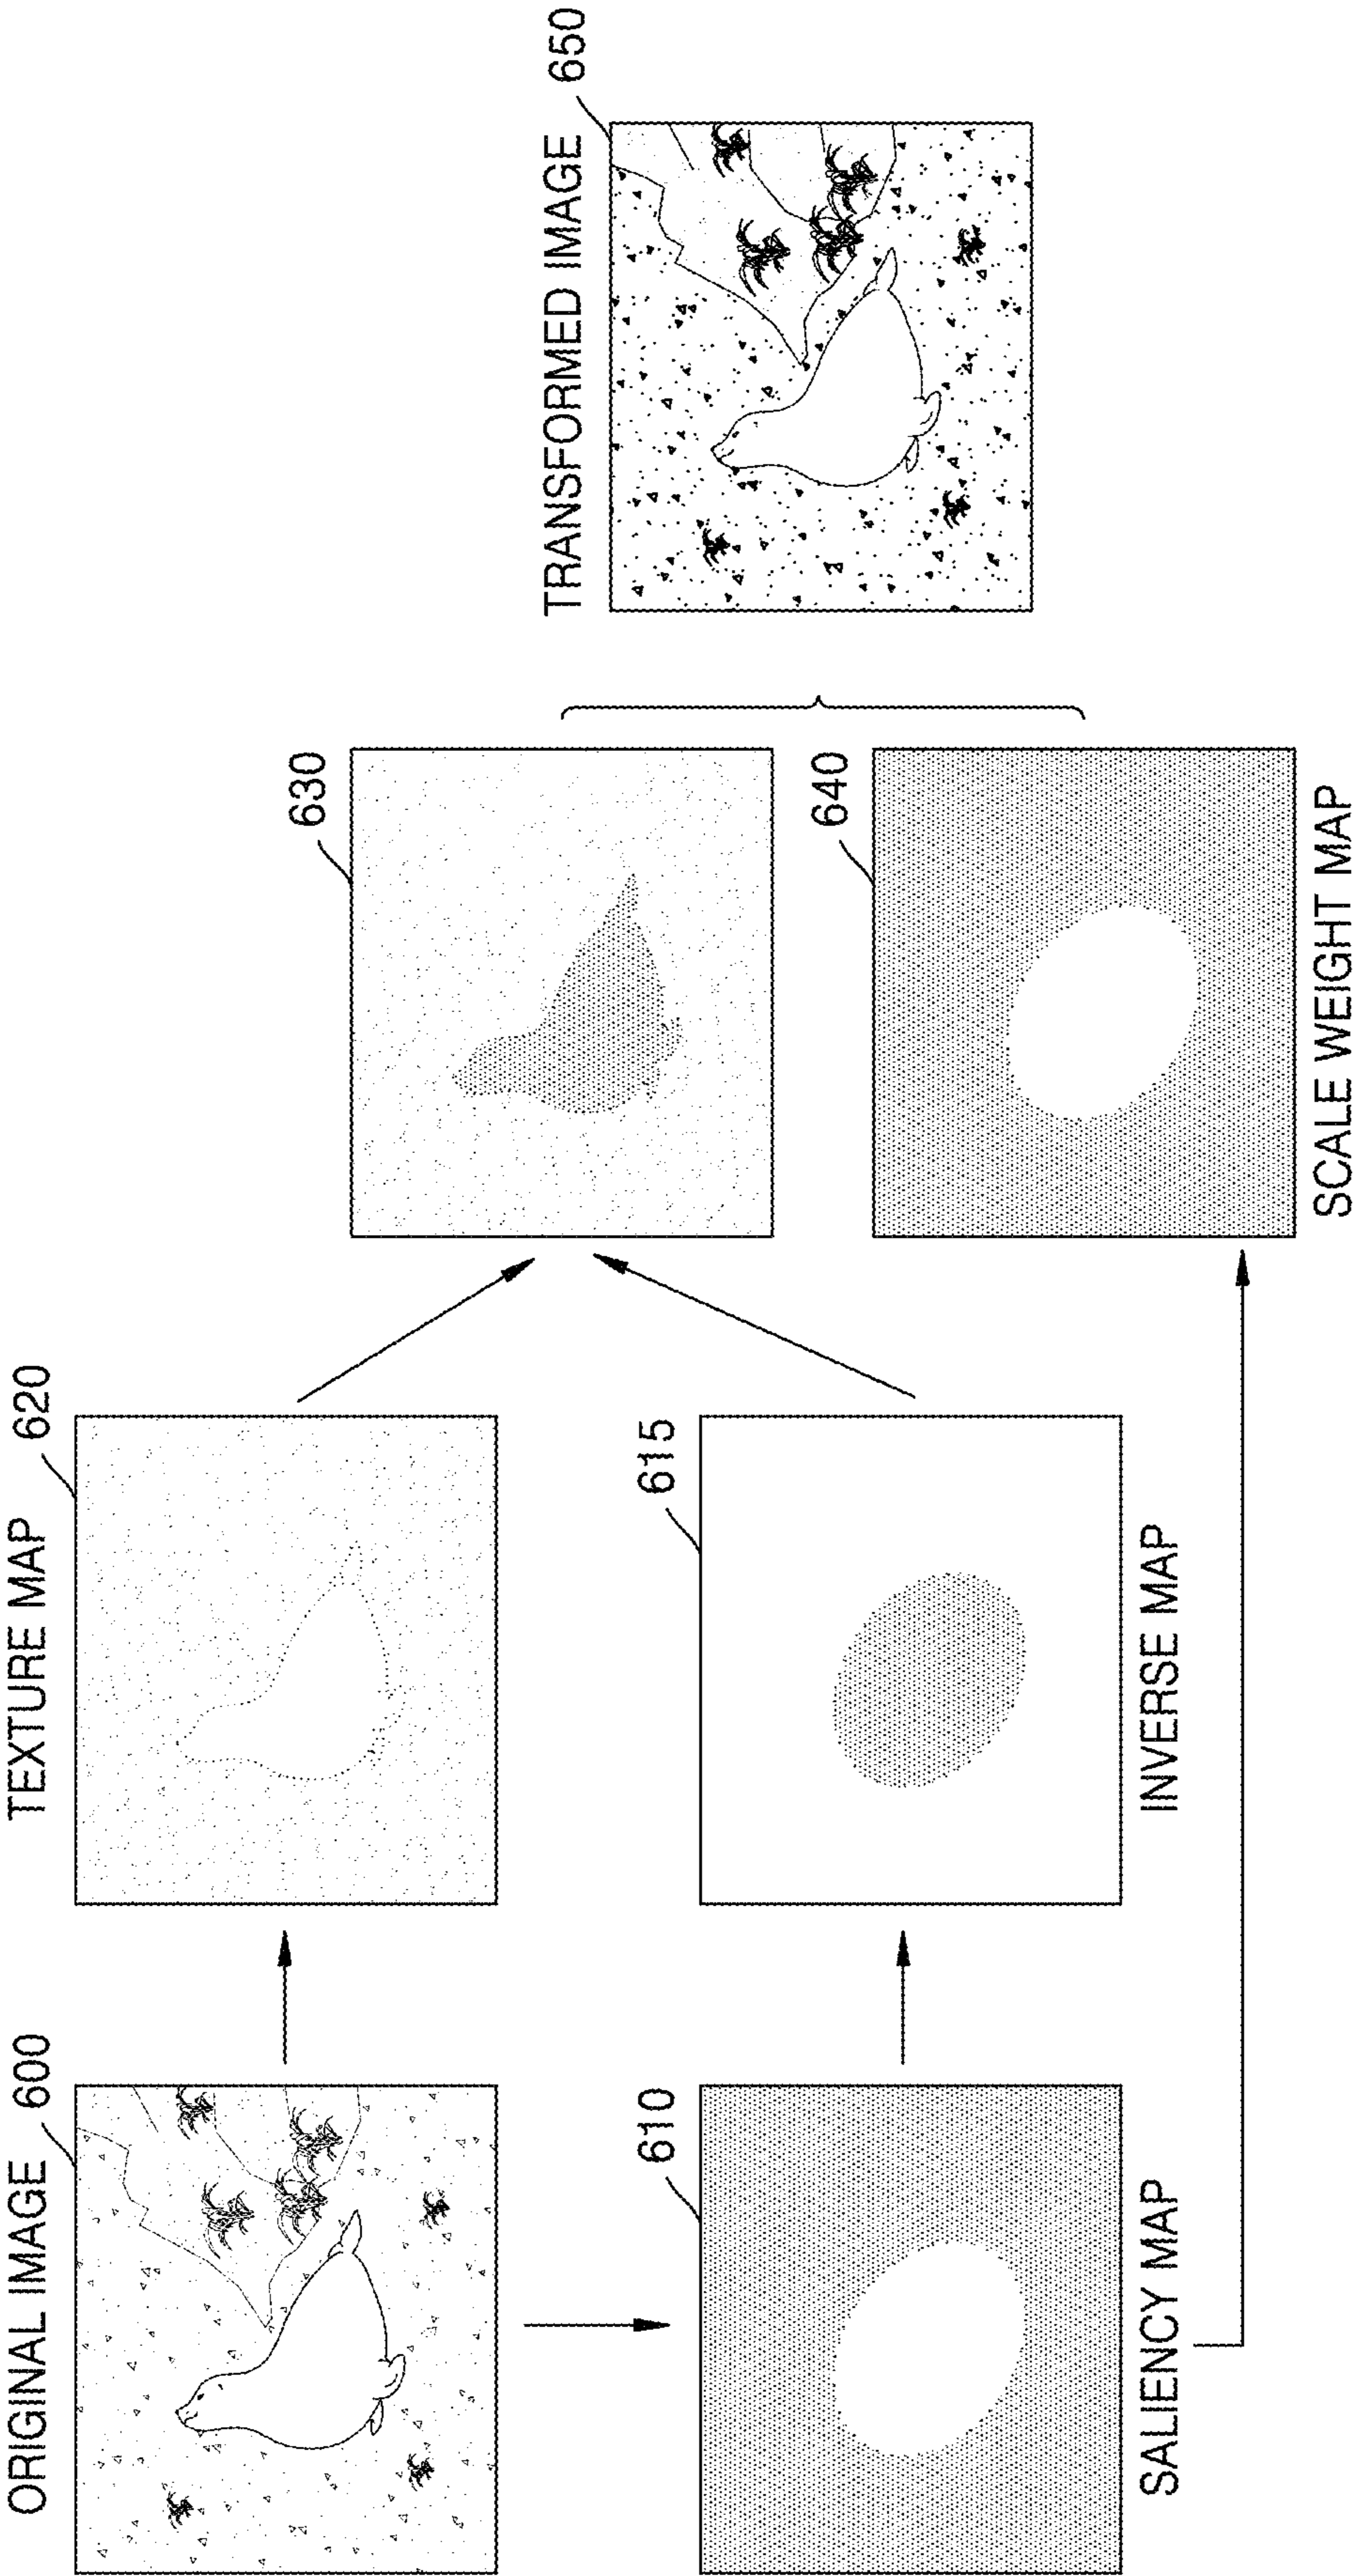 ORIGINAL IMAGE 600
TEXTURE MAP 620
630
TRANSFORMED IMAGE 650
610
615
640
SALIENCY MAP
INVERSE MAP
SCALE WEIGHT MAP